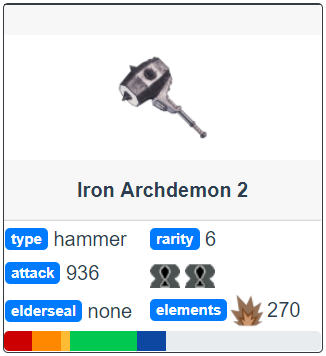 Iron Archdemon 2
type hammer rarity 6
attack 936
elderseal none elements 270